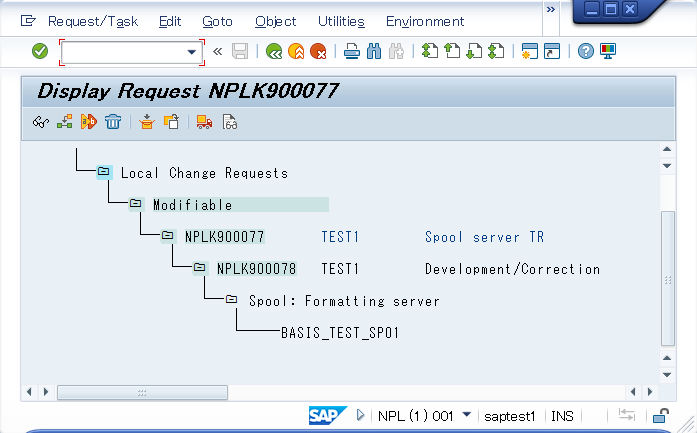 Request/Task Edit Goto Object Utilities Environment »
«
Display Request NPLK900077
Local Change Requests
Modifiable
NPLK900077 TEST1 Spool server TR
NPLK900078 TEST1 Development/Correction
Spool: Formatting server
BASIS_TEST_SP01
SAP NPL (1) 001 saptest1 INS